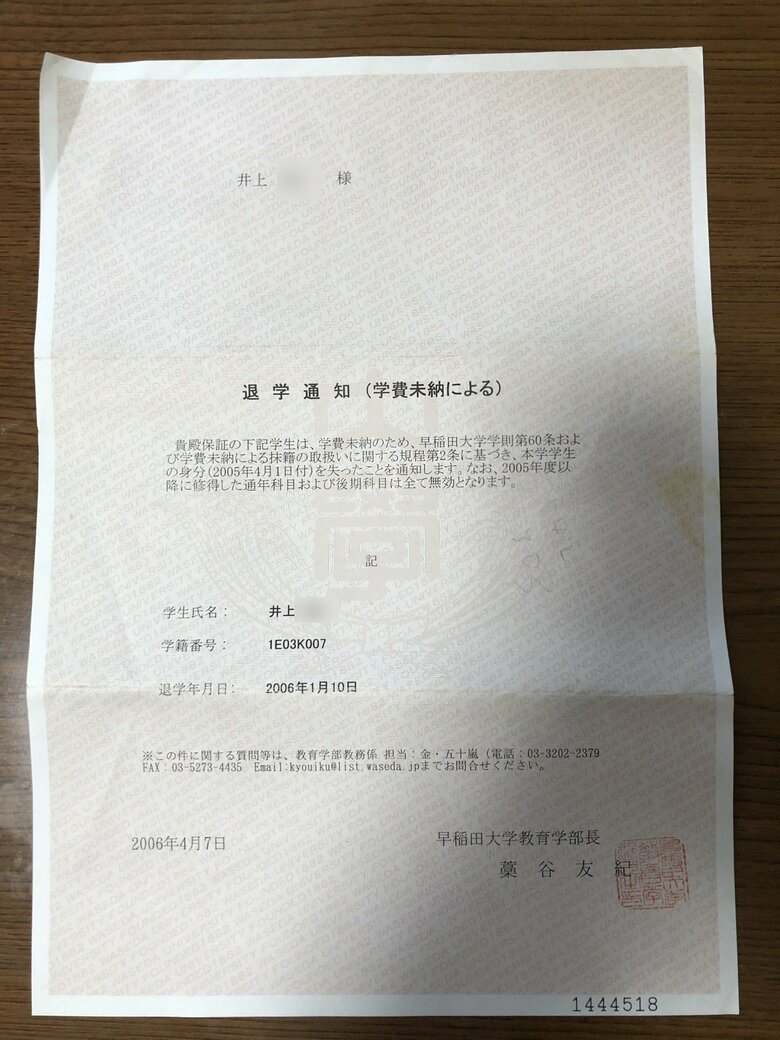 井上 様
退学通知（学費未納による）
貴殿保証の下記学生は、学費未納のため、早稲田大学学則第60条およ
び学費未納による抹籍の取扱いに関する規程第2条に基づき、本学学生
の身分（2005年4月1日付）を失ったことを通知します。なお、2005年度以
降に修得した通年科目および後期科目は全て無効となります。
記
学生氏名： 井上
学籍番号： 1E03K007
退学年月日： 2006年1月10日
※この件に関する質問等は、教育学部教務係 担当：金・五十嵐（電話：03-3202-2379
FAX：03-5273-4435 Email:kyouiku@list.waseda.jpまでお問合せください。
2006年4月7日
早稲田大学教育学部長
藁谷友紀
1444518